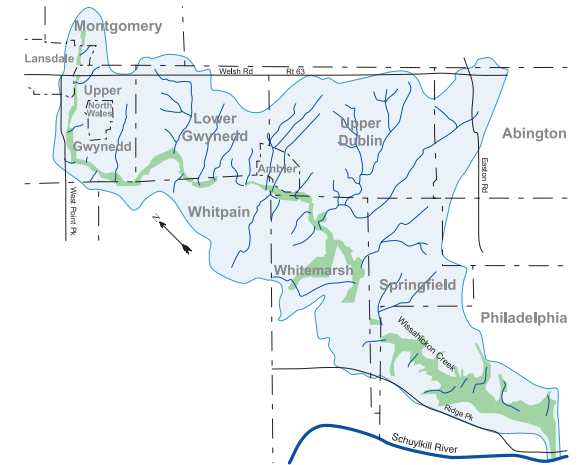 Montgomery
Lansdale
Welsh Rd
Rt 63
Upper
North
Wales
Gwynedd
Lower
Gwynedd
Upper
Dublin
Abington
Ambler
Easton Rd
West Point Pk
Whitpain
N
Whitemarsh
Springfield
Philadelphia
Wissahickon Creek
Ridge Pk
Schuylkill River